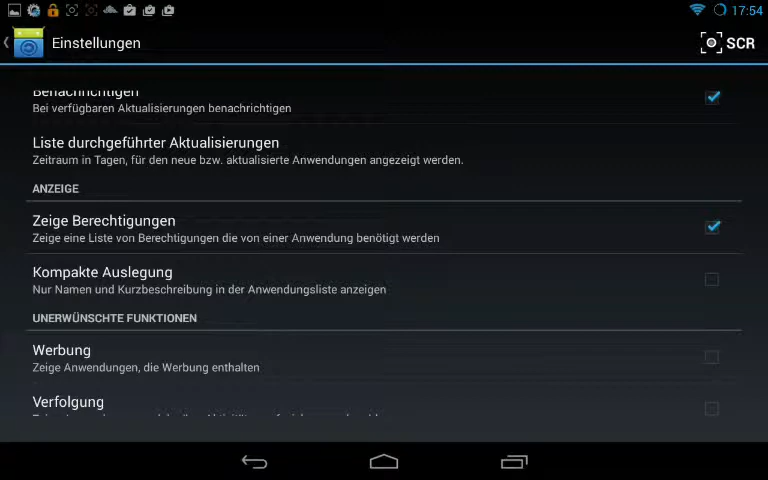 17:54
Einstellungen
SCR
Benachrichtigen
Bei verfügbaren Aktualisierungen benachrichtigen
Liste durchgeführter Aktualisierungen
Zeitraum in Tagen, für den neue bzw. aktualisierte Anwendungen angezeigt werden.
ANZEIGE
Zeige Berechtigungen
Zeige eine Liste von Berechtigungen die von einer Anwendung benötigt werden
Kompakte Auslegung
Nur Namen und Kurzbeschreibung in der Anwendungsliste anzeigen
UNERWÜNSCHTE FUNKTIONEN
Werbung
Zeige Anwendungen, die Werbung enthalten
Verfolgung